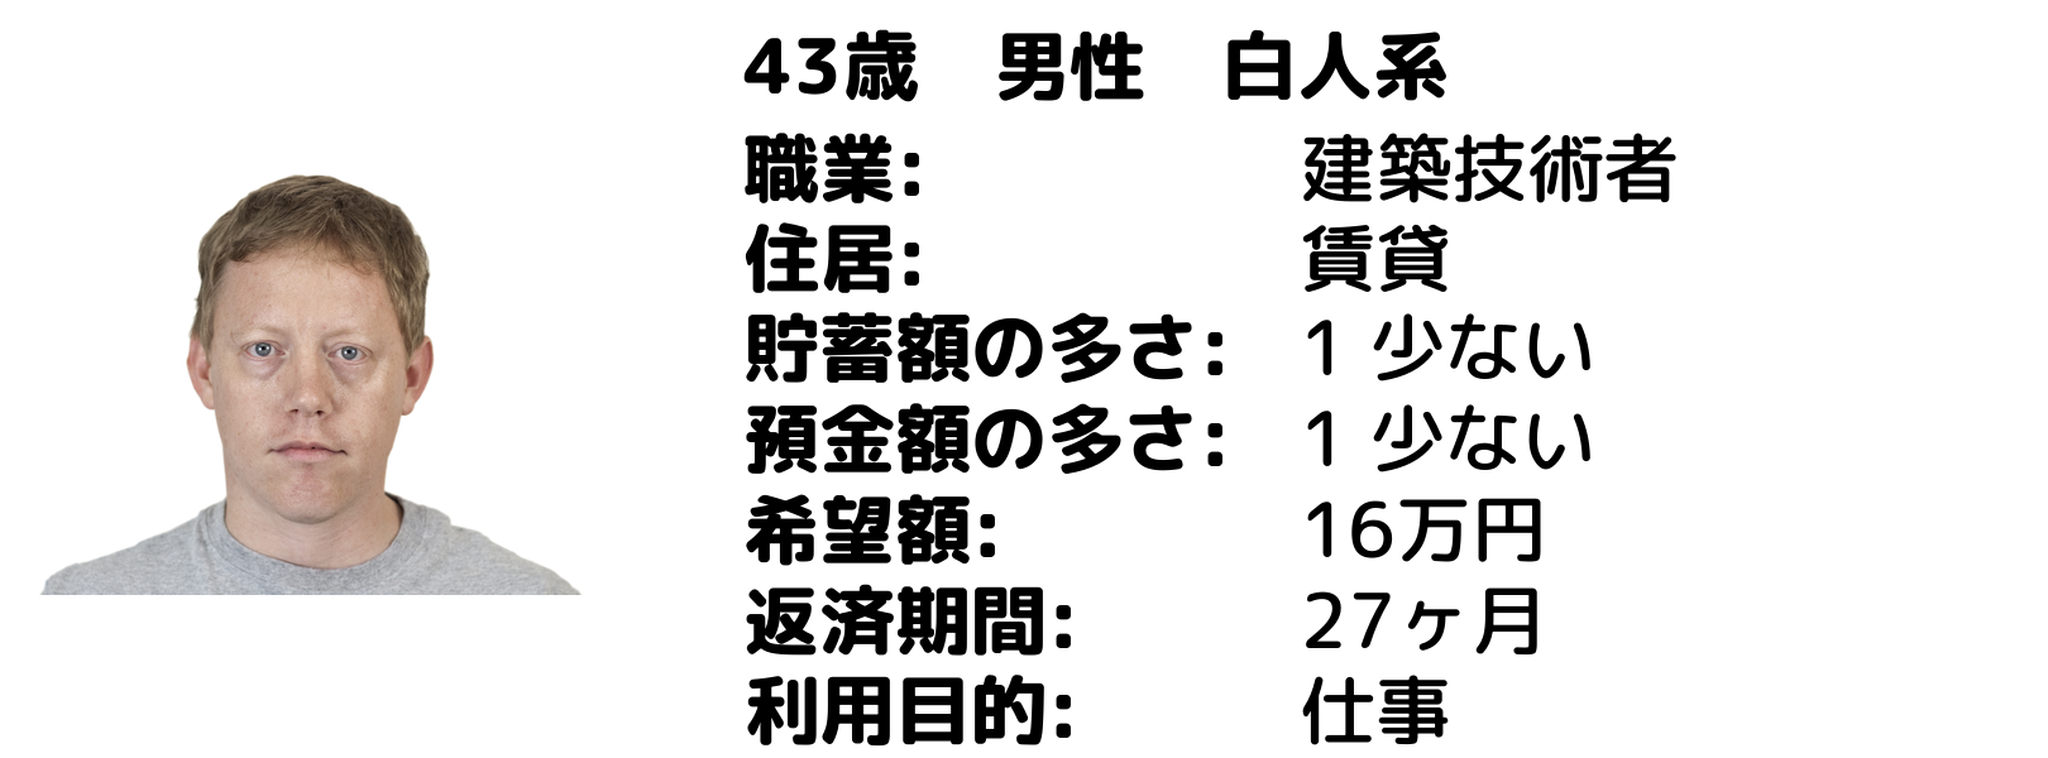 43歳　男性　白人系
職業: 建築技術者
住居: 賃貸
貯蓄額の多さ: 1 少ない
預金額の多さ: 1 少ない
希望額: 16万円
返済期間: 27ヶ月
利用目的: 仕事